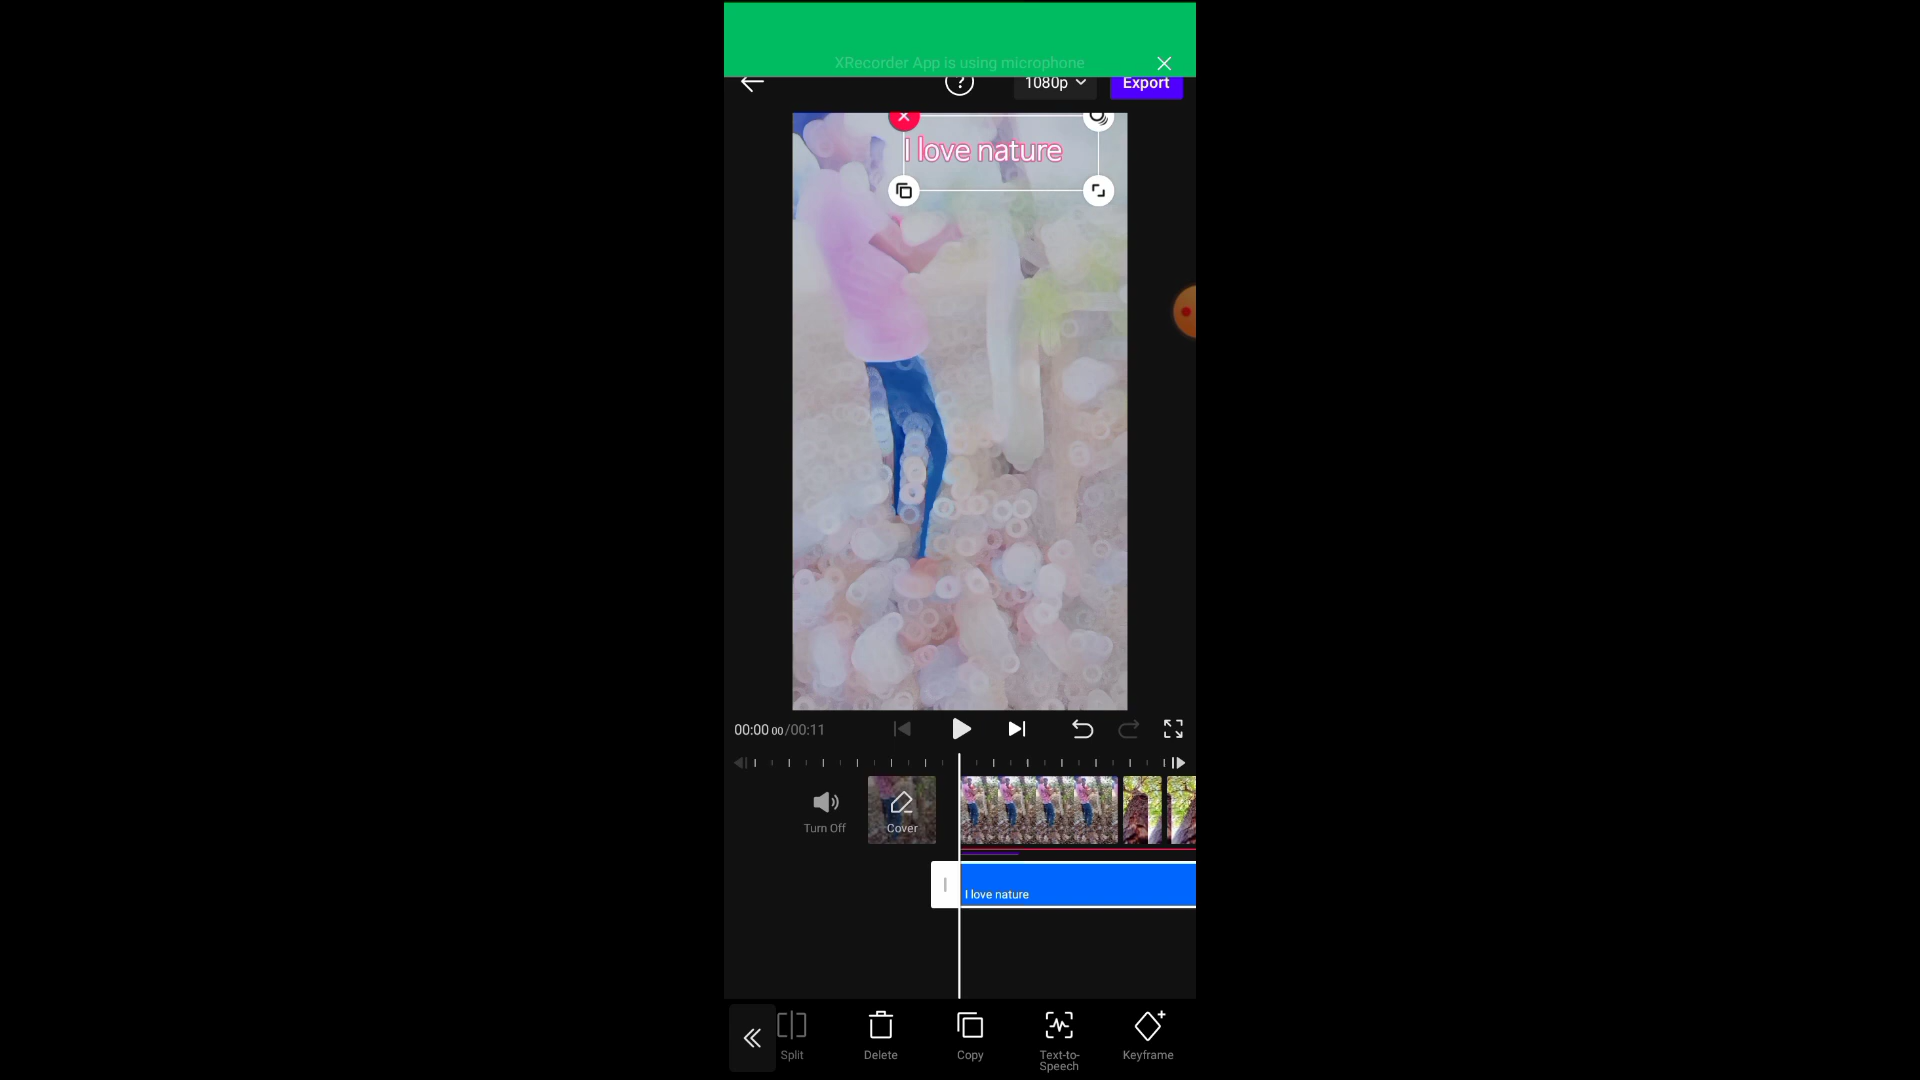 XRecorder App is using microphone
? 1080p Export
I love nature
00:00 00/00:11
Turn Off
Cover
I love nature
Split
Delete
Copy
Text-to-
Speech
Keyframe